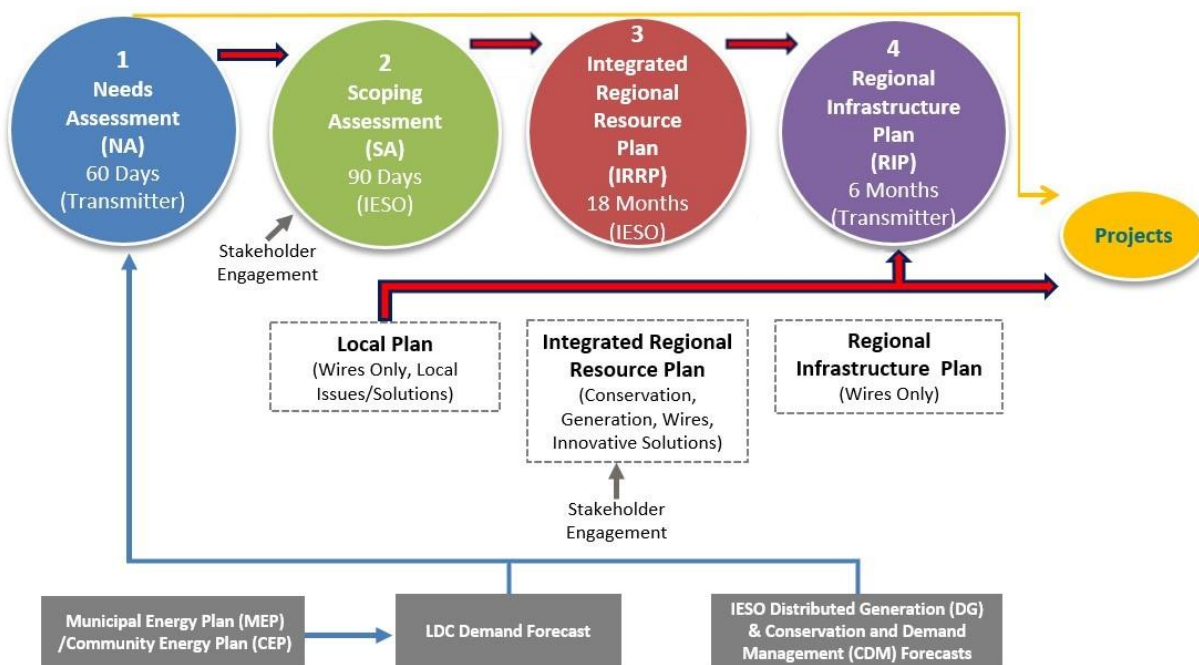 1
Needs
Assessment
(NA)
60 Days
(Transmitter)
2
Scoping
Assessment
(SA)
90 Days
(IESO)
3
Integrated
Regional
Resource
Plan
(IRRP)
18 Months
(IESO)
4
Regional
Infrastructure
Plan
(RIP)
6 Months
(Transmitter)
Projects
Stakeholder
Engagement
Local Plan
(Wires Only, Local
Issues/Solutions)
Integrated Regional
Resource Plan
(Conservation,
Generation, Wires,
Innovative Solutions)
Regional
Infrastructure Plan
(Wires Only)
Stakeholder
Engagement
Municipal Energy Plan (MEP)
/Community Energy Plan (CEP)
LDC Demand Forecast
IESO Distributed Generation (DG)
& Conservation and Demand
Management (CDM) Forecasts